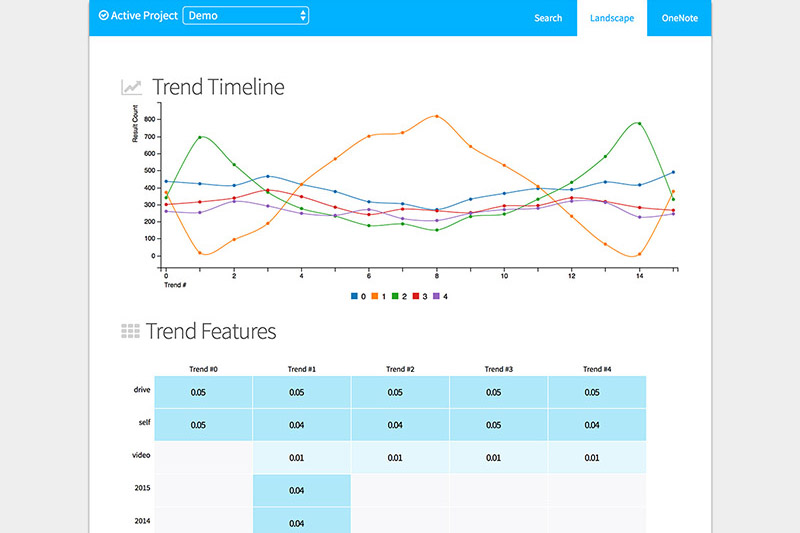 Active Project Demo Search Landscape OneNote
Trend Timeline
Result Count
800
700
600
500
400
300
200
100
0
0 2 4 6 8 10 12 14
Trend #
0 1 2 3 4
Trend Features
Trend #0 Trend #1 Trend #2 Trend #3 Trend #4
drive 0.05 0.05 0.05 0.05 0.05
self 0.05 0.04 0.04 0.05 0.04
video 0.01 0.01 0.01 0.01
2015 0.04
2014 0.04